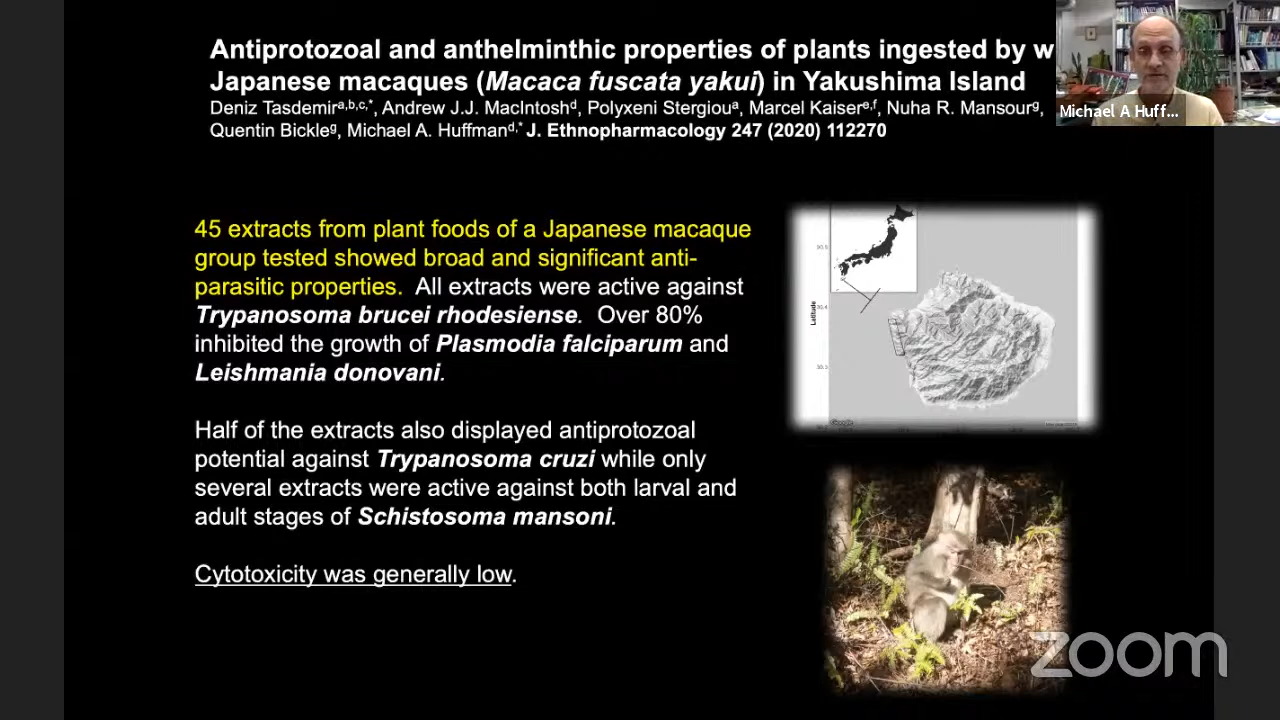 Antiprotozoal and anthelminthic properties of plants ingested by w
Japanese macaques (Macaca fuscata yakui) in Yakushima Island
Deniz Tasdemirᵃ,ᵇ,ᶜ,*, Andrew J.J. MacIntoshᵈ, Polyxeni Stergiouᵃ, Marcel Kaiserᵉ,ᶠ, Nuha R. Mansourᵍ,
Quentin Bickleᵍ, Michael A. Huffmanᵈ,* J. Ethnopharmacology 247 (2020) 112270
Michael A Huff...
45 extracts from plant foods of a Japanese macaque
group tested showed broad and significant anti-
parasitic properties. All extracts were active against
Trypanosoma brucei rhodesiense. Over 80%
inhibited the growth of Plasmodia falciparum and
Leishmania donovani.
Half of the extracts also displayed antiprotozoal
potential against Trypanosoma cruzi while only
several extracts were active against both larval and
adult stages of Schistosoma mansoni.
Cytotoxicity was generally low.
Latitude
30.4
30.3
zoom